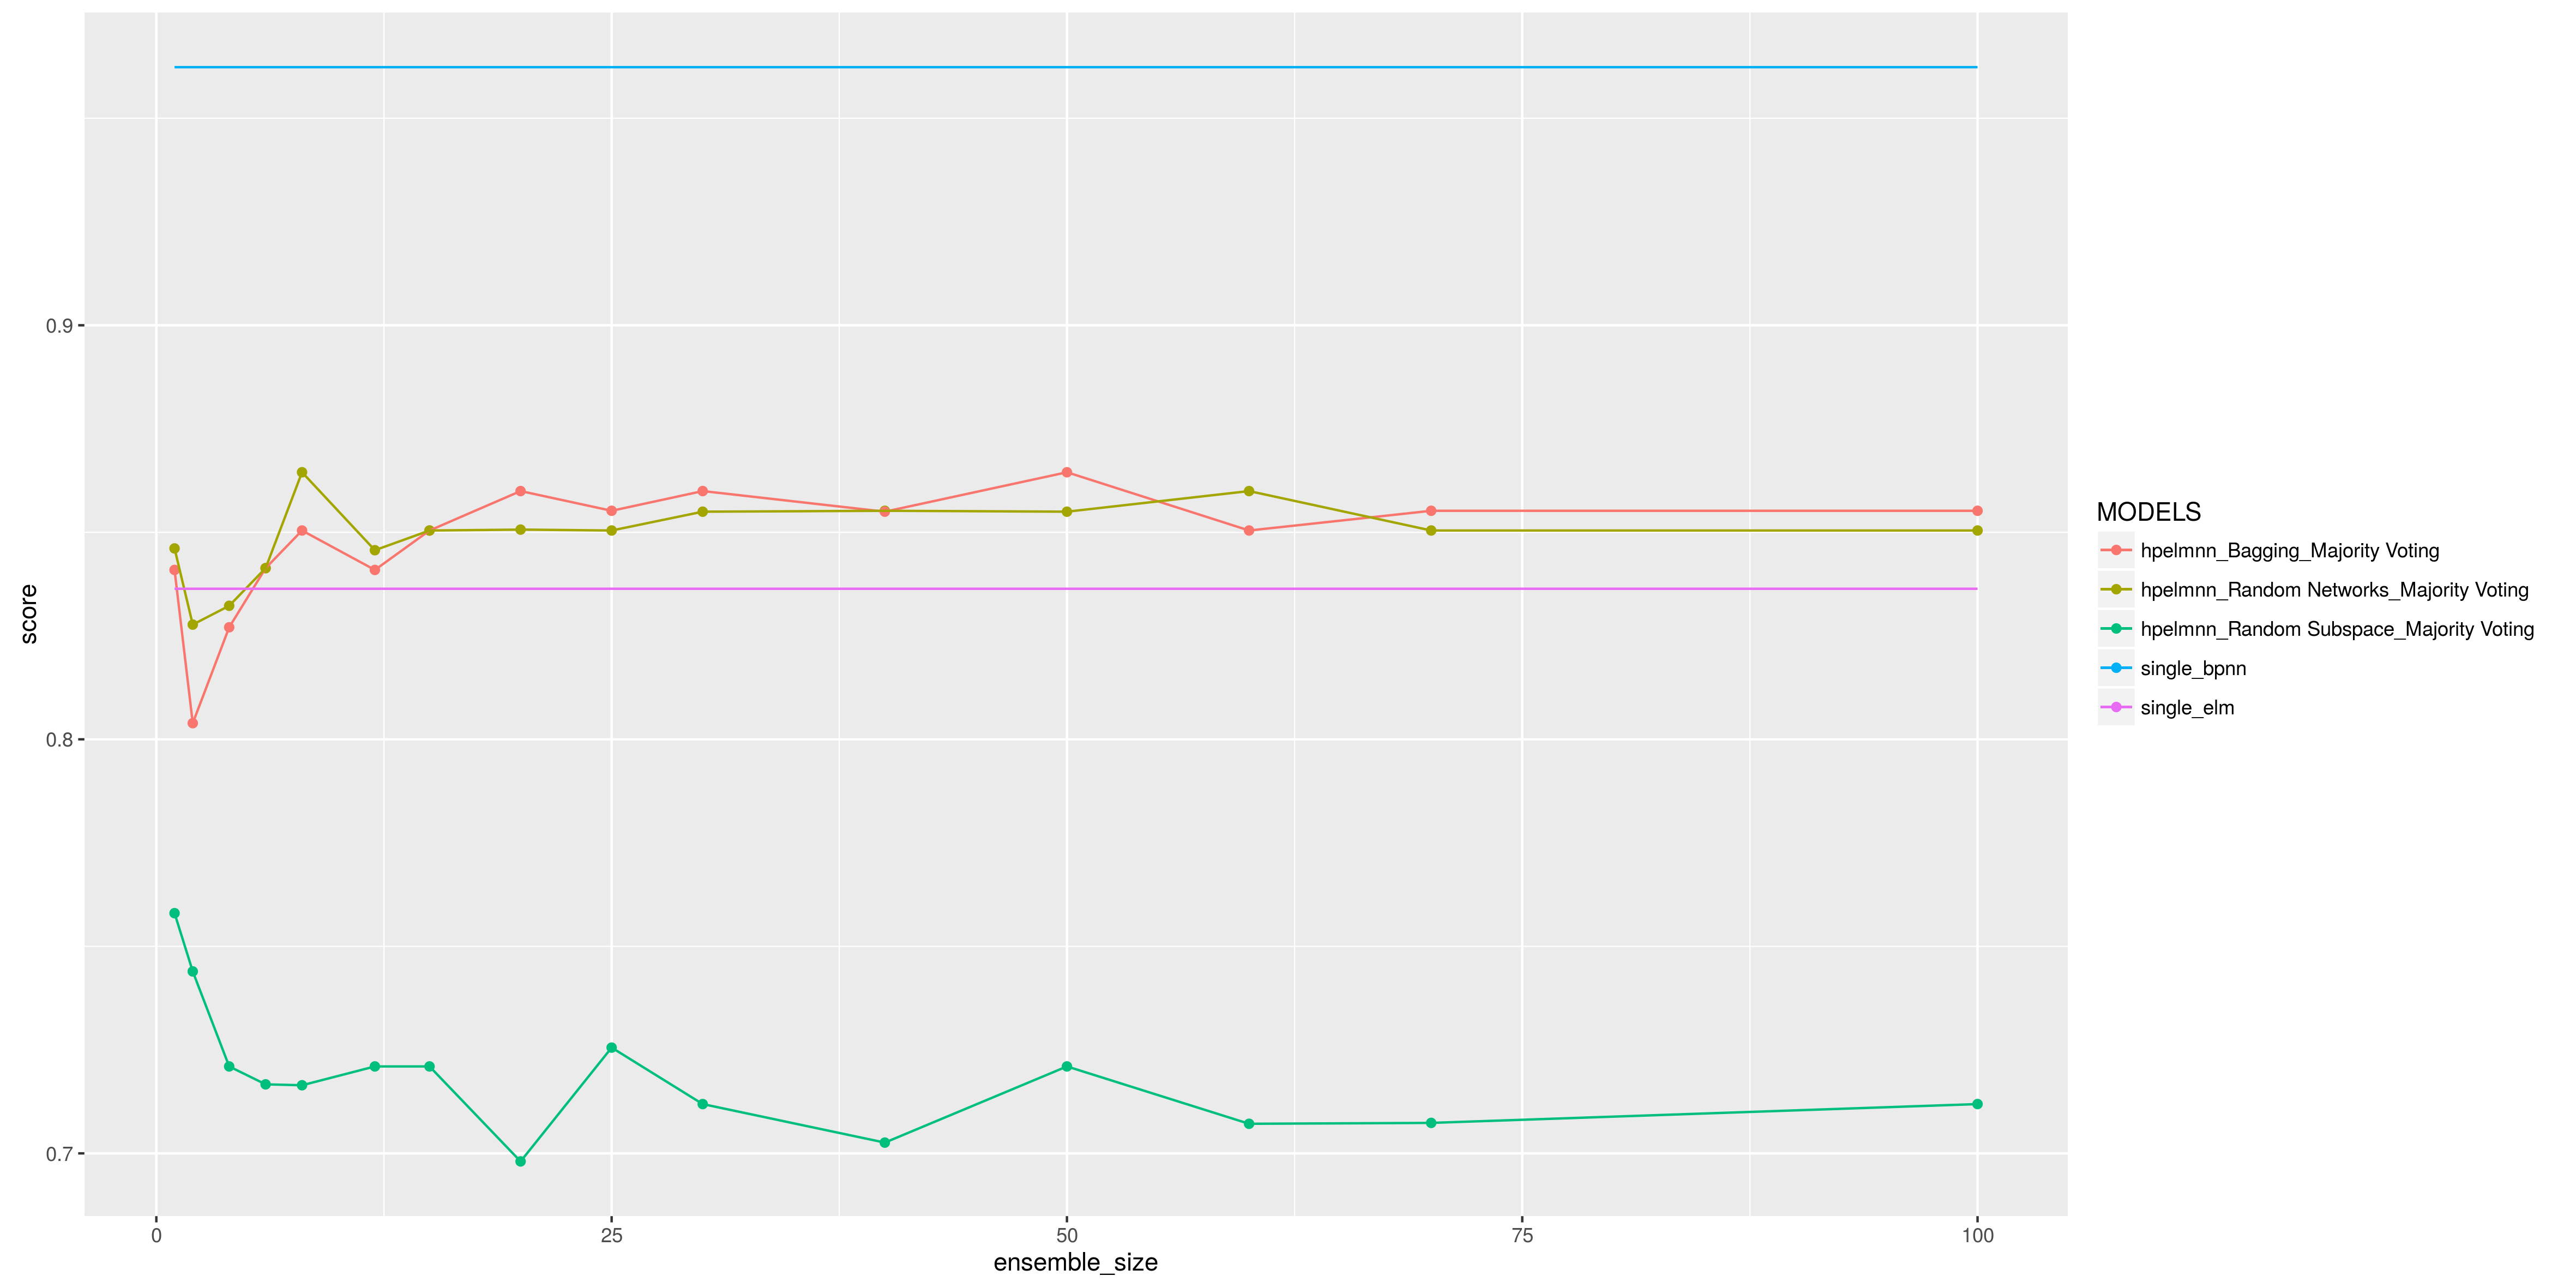 0.9
0.8
0.7
score
0 25 50 75 100
ensemble_size
MODELS
hpelmnn_Bagging_Majority Voting
hpelmnn_Random Networks_Majority Voting
hpelmnn_Random Subspace_Majority Voting
single_bpnn
single_elm